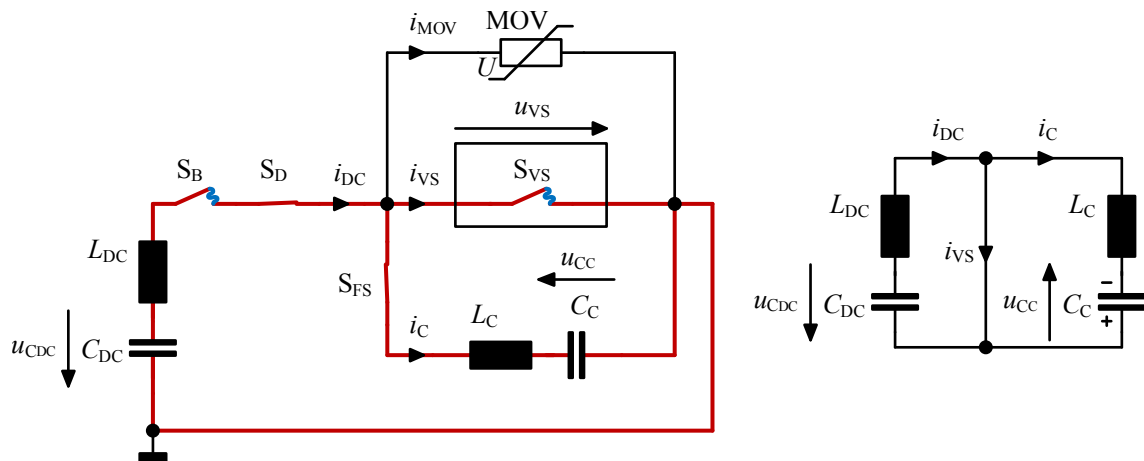 i_MOV MOV
U
u_VS
S_B S_D i_DC i_VS S_VS
L_DC
S_FS
u_CC
C_C
i_C L_C
u_CDC C_DC
i_DC i_C
L_DC L_C
i_VS
u_CDC C_DC u_CC C_C
−
+